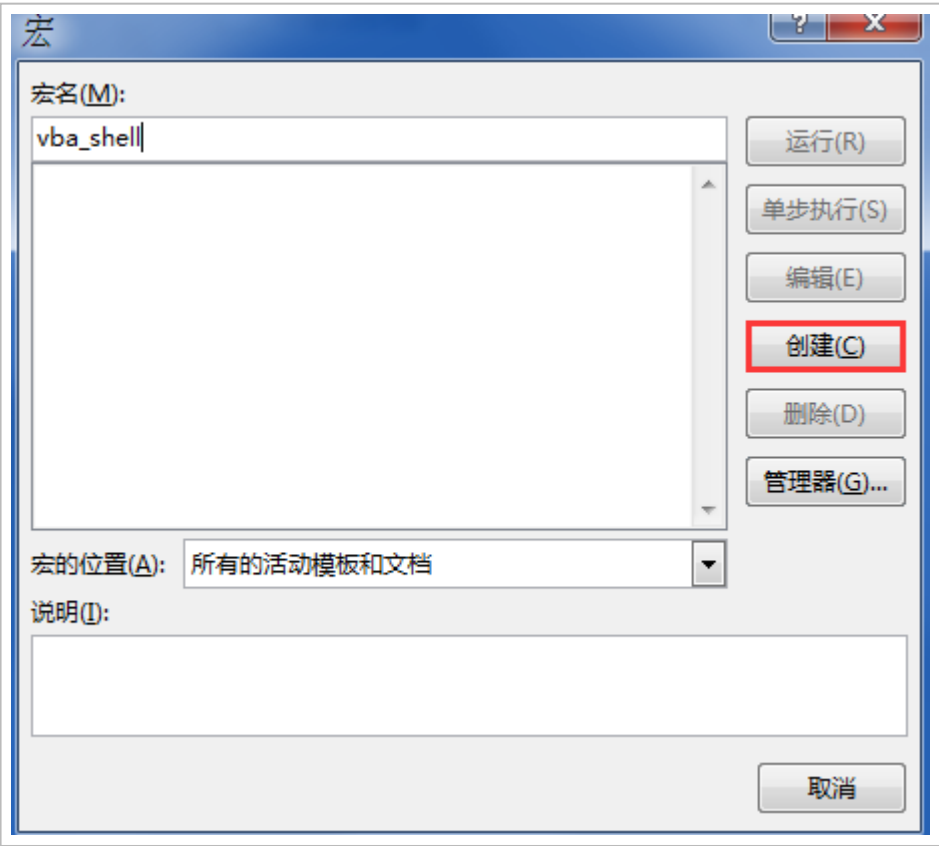 宏
宏名(M):
vba_shell
运行(R)
单步执行(S)
编辑(E)
创建(C)
删除(D)
管理器(G)...
宏的位置(A): 所有的活动模板和文档
说明(I):
取消